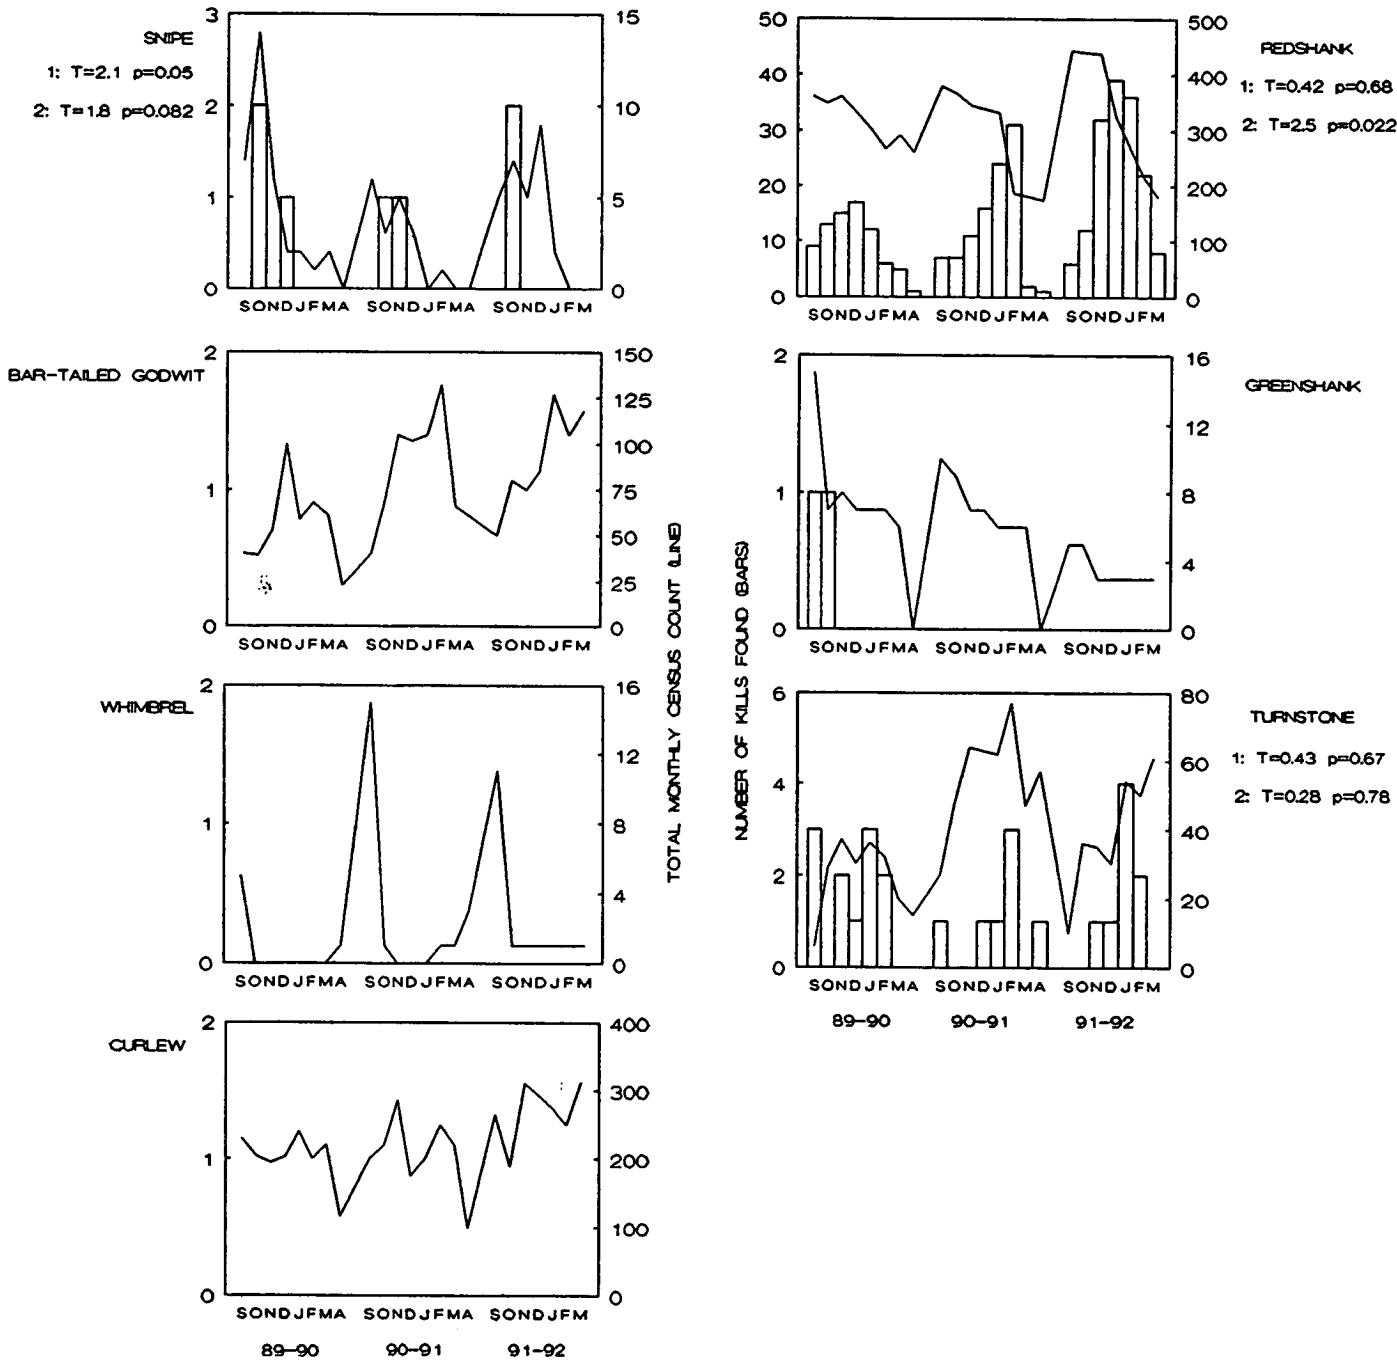 SNIPE
1: T=2.1 p=0.05
2: T=1.8 p=0.082
3
2
1
0
15
10
5
0
SONDJFMA SONDJFMA SONDJFM
REDSHANK
1: T=0.42 p=0.68
2: T=2.5 p=0.022
50
40
30
20
10
0
500
400
300
200
100
0
SONDJFMA SONDJFMA SONDJFM
BAR-TAILED GODWIT
2
1
0
150
125
100
75
50
25
0
SONDJFMA SONDJFMA SONDJFM
GREENSHANK
2
1
0
16
12
8
4
0
SONDJFMA SONDJFMA SONDJFM
TOTAL MONTHLY CENSUS COUNT (LINE)
NUMBER OF KILLS FOUND (BARS)
WHIMBREL
2
1
0
16
12
8
4
0
SONDJFMA SONDJFMA SONDJFM
TURNSTONE
1: T=0.43 p=0.67
2: T=0.28 p=0.78
6
4
2
0
80
60
40
20
0
SONDJFMA SONDJFMA SONDJFM
89-90 90-91 91-92
CURLEW
2
1
0
400
300
200
100
0
SONDJFMA SONDJFMA SONDJFM
89-90 90-91 91-92